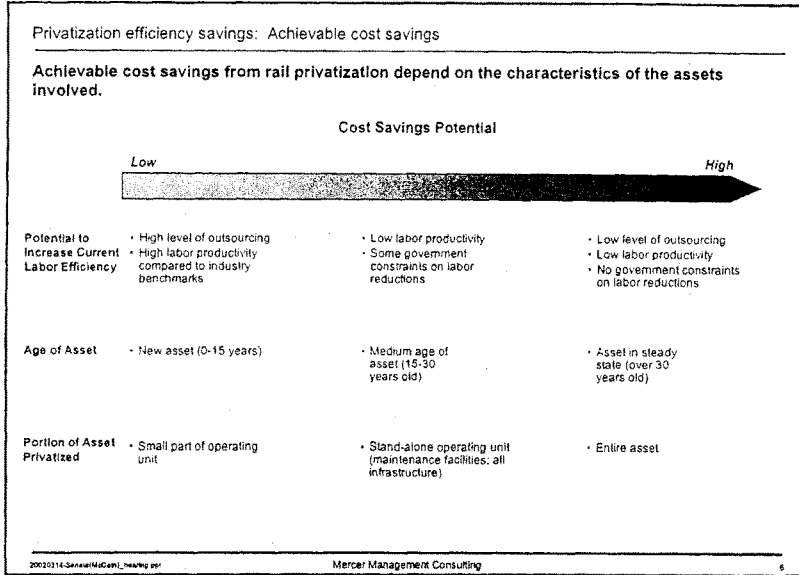 Privatization efficiency savings: Achievable cost savings
Achievable cost savings from rail privatization depend on the characteristics of the assets
involved.
Cost Savings Potential
Low
High
Potential to
Increase Current
Labor Efficiency
• High level of outsourcing
• High labor productivity
compared to industry
benchmarks
• Low labor productivity
• Some government
constraints on labor
reductions
• Low level of outsourcing
• Low labor productivity
• No government constraints
on labor reductions
Age of Asset
• New asset (0-15 years)
• Medium age of
asset (15-30
years old)
• Asset in steady
state (over 30
years old)
Portion of Asset
Privatized
• Small part of operating
unit
• Stand-alone operating unit
(maintenance facilities; all
infrastructure)
• Entire asset
20020314-Senate(McCain)_hearing.ppt
Mercer Management Consulting